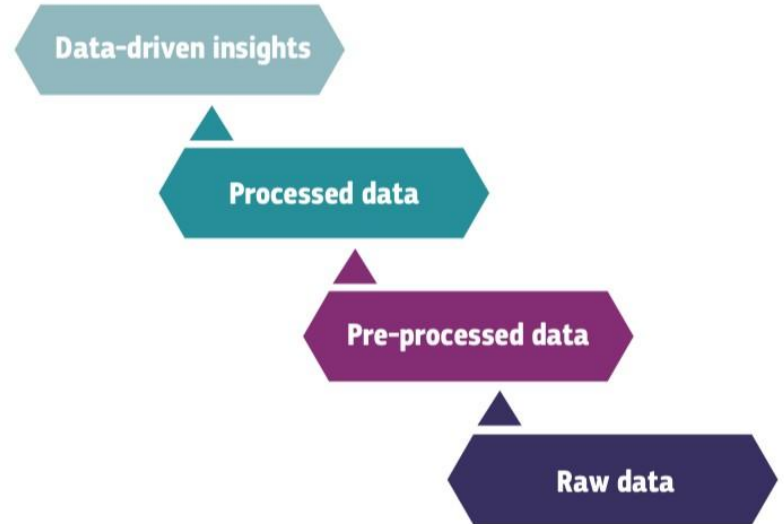 Data-driven insights
Processed data
Pre-processed data
Raw data